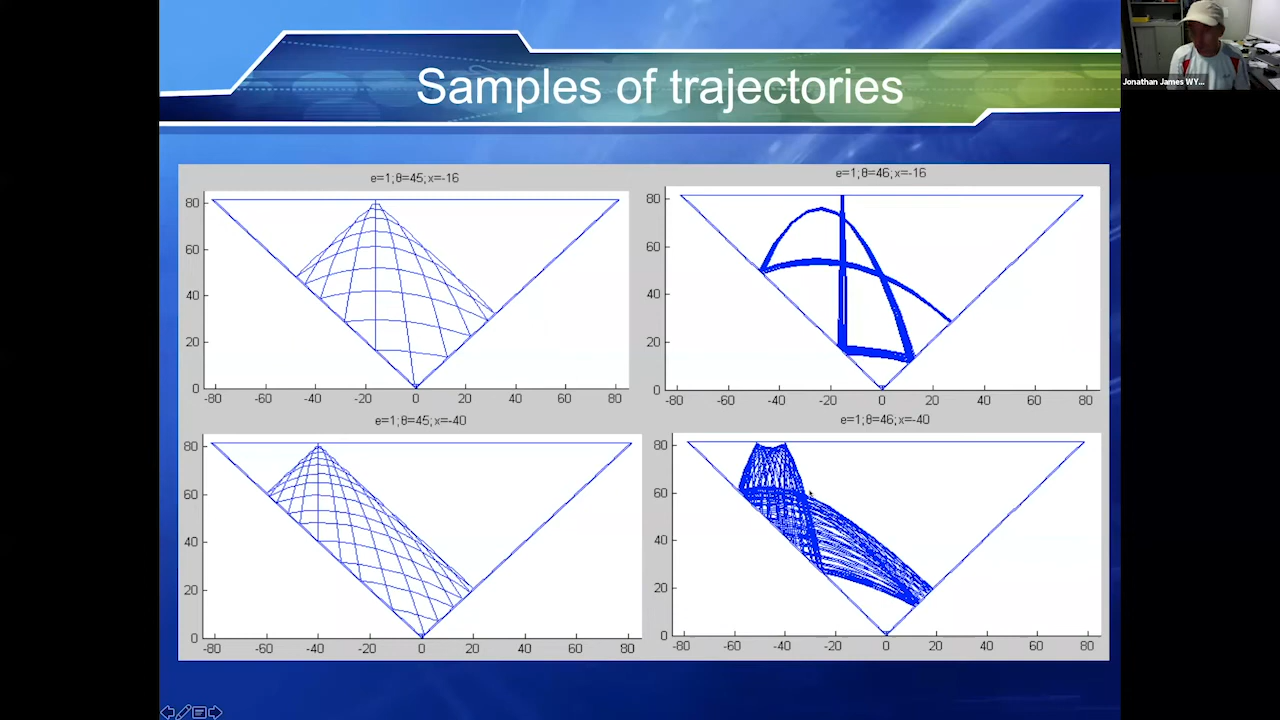 Samples of trajectories
Jonathan James WY...
e=1;θ=45;x=-16
80
60
40
20
0
-80 -60 -40 -20 0 20 40 60 80
e=1;θ=46;x=-16
80
60
40
20
0
-80 -60 -40 -20 0 20 40 60 80
e=1;θ=45;x=-40
80
60
40
20
0
-80 -60 -40 -20 0 20 40 60 80
e=1;θ=46;x=-40
80
60
40
20
0
-80 -60 -40 -20 0 20 40 60 80